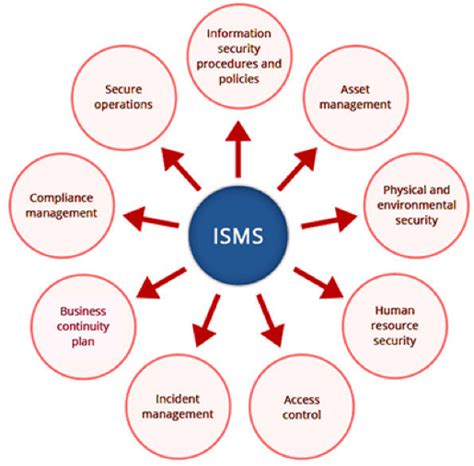 Information
security
procedures and
policies
Asset
management
Physical and
environmental
security
Human
resource
security
Access
control
Incident
management
Business
continuity
plan
Compliance
management
Secure
operations
ISMS